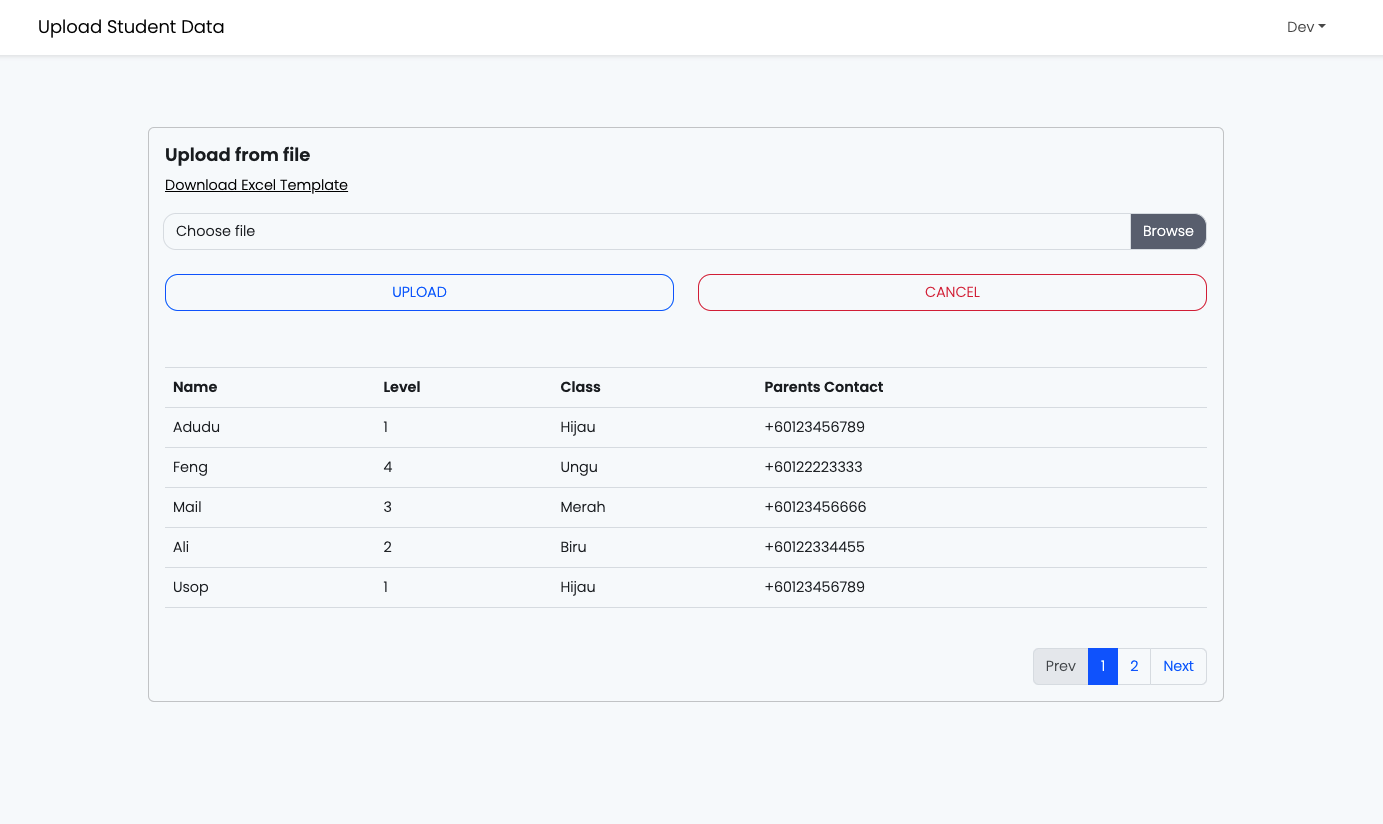 Upload Student Data Dev
Upload from file
Download Excel Template
Choose file Browse
UPLOAD CANCEL
Name Level Class Parents Contact
Adudu 1 Hijau +60123456789
Feng 4 Ungu +60122223333
Mail 3 Merah +60123456666
Ali 2 Biru +60122334455
Usop 1 Hijau +60123456789
Prev 1 2 Next